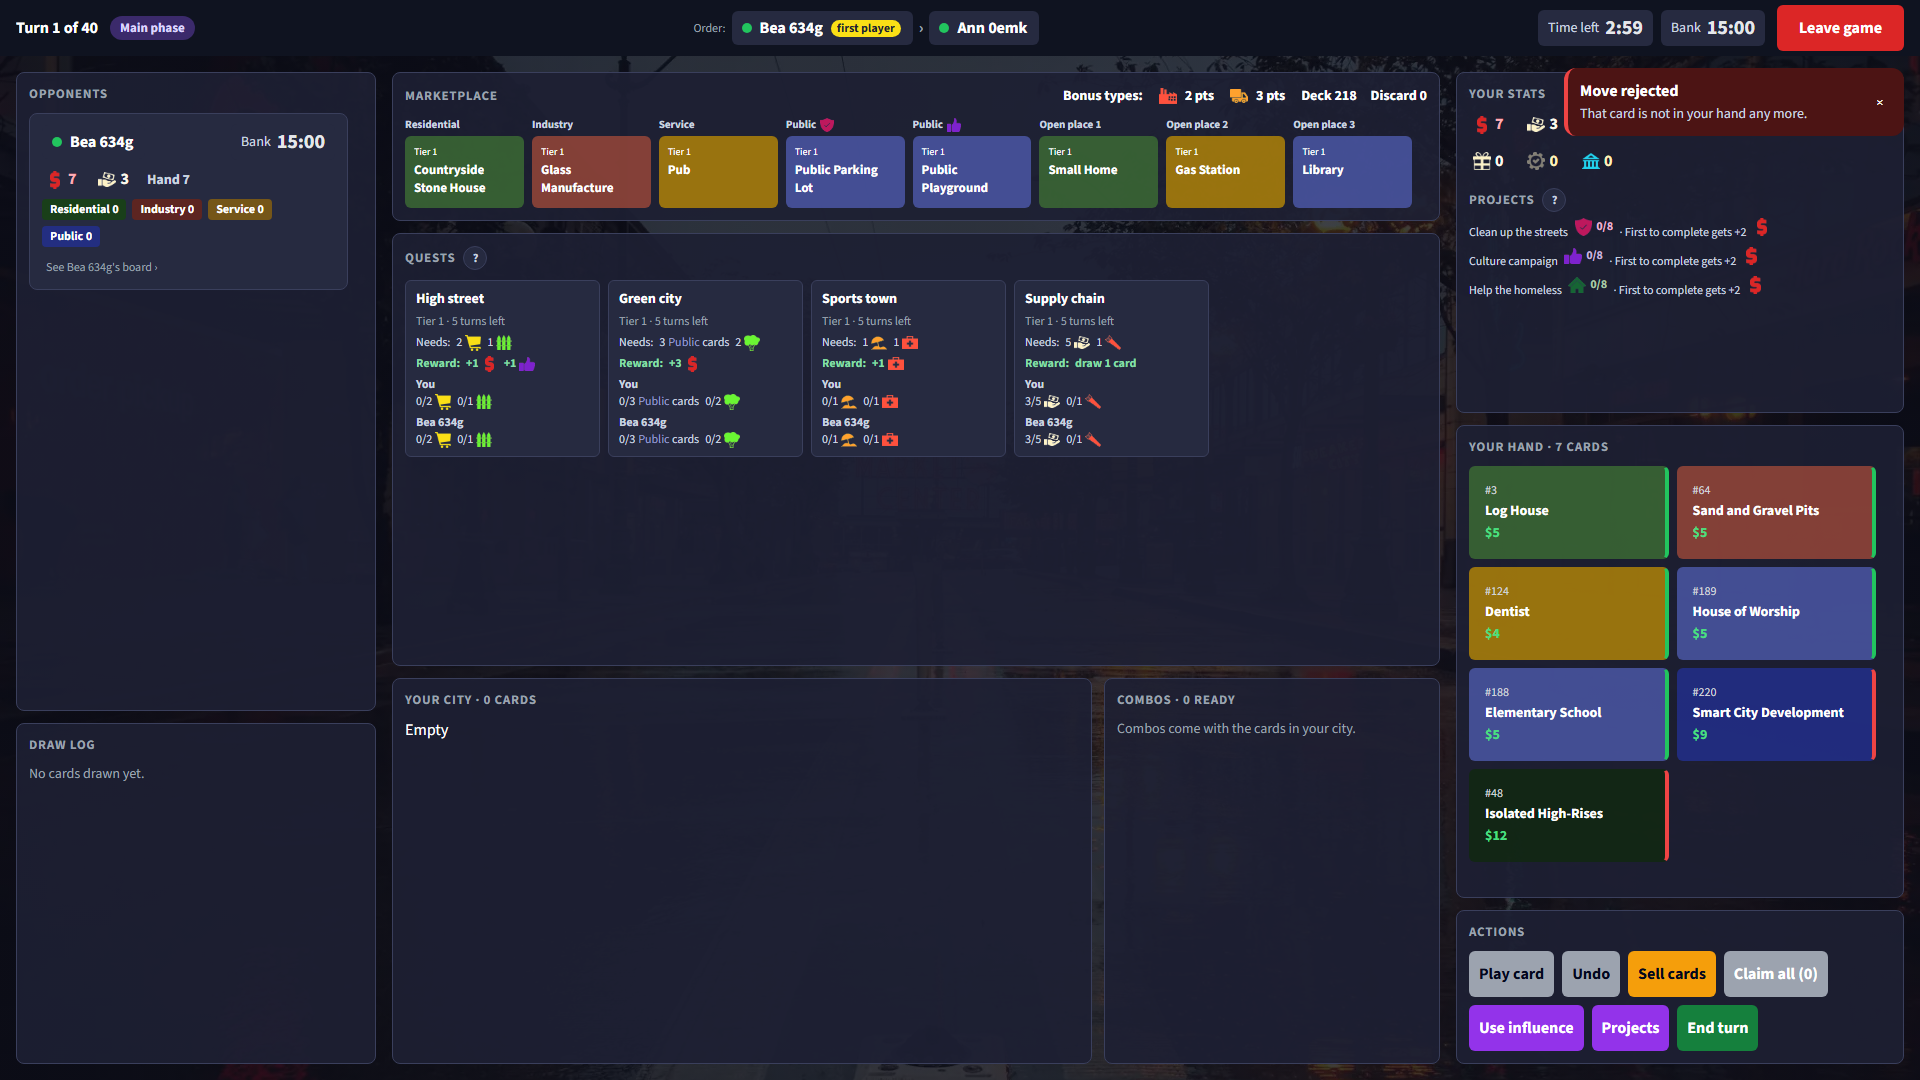 Turn 1 of 40 Main phase
Order: Bea 634g first player › Ann 0emk
Time left 2:59 Bank 15:00 Leave game
OPPONENTS
Bea 634g Bank 15:00
7 3 Hand 7
Residential 0 Industry 0 Service 0
Public 0
See Bea 634g's board ›
DRAW LOG
No cards drawn yet.
MARKETPLACE
Bonus types: 2 pts 3 pts Deck 218 Discard 0
Residential Industry Service Public Public Open place 1 Open place 2 Open place 3
Tier 1 Tier 1 Tier 1 Tier 1 Tier 1 Tier 1 Tier 1 Tier 1
Countryside Glass Pub Public Parking Public Small Home Gas Station Library
Stone House Manufacture Lot Playground
QUESTS ?
High street
Tier 1 · 5 turns left
Needs: 2 1
Reward: +1 +1
You
0/2 0/1
Bea 634g
0/2 0/1
Green city
Tier 1 · 5 turns left
Needs: 3 Public cards 2
Reward: +3
You
0/3 Public cards 0/2
Bea 634g
0/3 Public cards 0/2
Sports town
Tier 1 · 5 turns left
Needs: 1 1
Reward: +1
You
0/1 0/1
Bea 634g
0/1 0/1
Supply chain
Tier 1 · 5 turns left
Needs: 5 1
Reward: draw 1 card
You
3/5 0/1
Bea 634g
3/5 0/1
YOUR CITY · 0 CARDS
Empty
COMBOS · 0 READY
Combos come with the cards in your city.
YOUR STATS
7 3
0 0 0
Move rejected
That card is not in your hand any more.
×
PROJECTS ?
Clean up the streets 0/8 · First to complete gets +2
Culture campaign 0/8 · First to complete gets +2
Help the homeless 0/8 · First to complete gets +2
YOUR HAND · 7 CARDS
#3
Log House
$5
#64
Sand and Gravel Pits
$5
#124
Dentist
$4
#189
House of Worship
$5
#188
Elementary School
$5
#220
Smart City Development
$9
#48
Isolated High-Rises
$12
ACTIONS
Play card Undo Sell cards Claim all (0)
Use influence Projects End turn